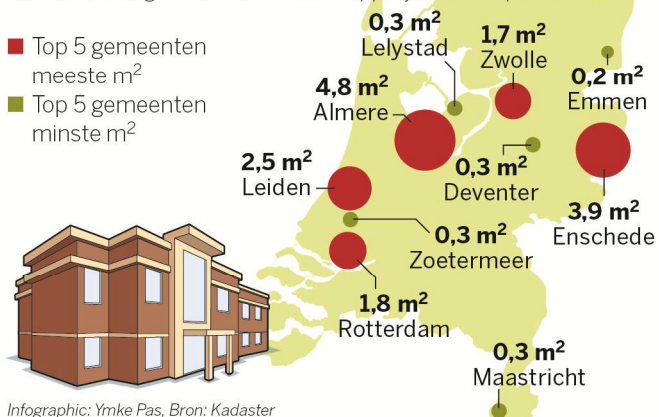 Top 5 gemeenten
meeste m²
Top 5 gemeenten
minste m²
0,3 m²
Lelystad
1,7 m²
Zwolle
0,2 m²
Emmen
4,8 m²
Almere
0,3 m²
Deventer
2,5 m²
Leiden
3,9 m²
Enschede
0,3 m²
Zoetermeer
1,8 m²
Rotterdam
0,3 m²
Maastricht
Infographic: Ymke Pas, Bron: Kadaster